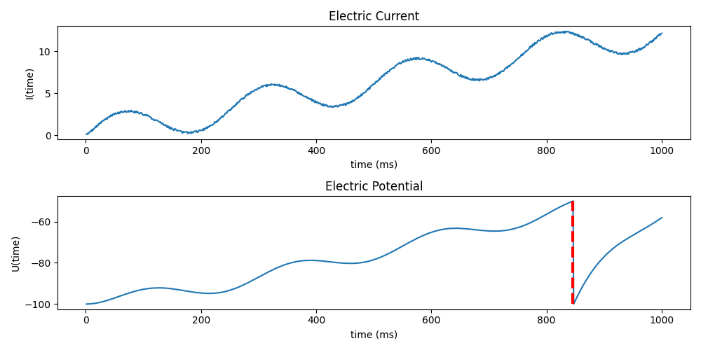 Electric Current
I(time)
10
5
0
0 200 400 600 800 1000
time (ms)
Electric Potential
U(time)
−60
−80
−100
0 200 400 600 800 1000
time (ms)